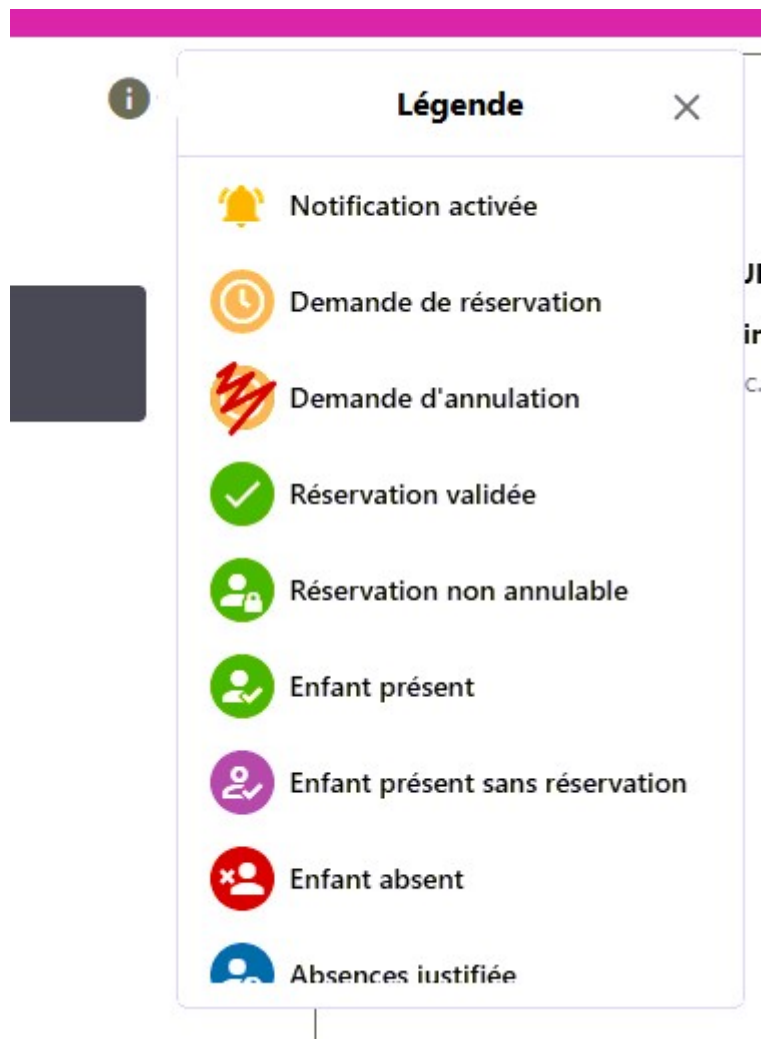 Légende
Notification activée
Demande de réservation
Demande d'annulation
Réservation validée
Réservation non annulable
Enfant présent
Enfant présent sans réservation
Enfant absent
Absences justifiée